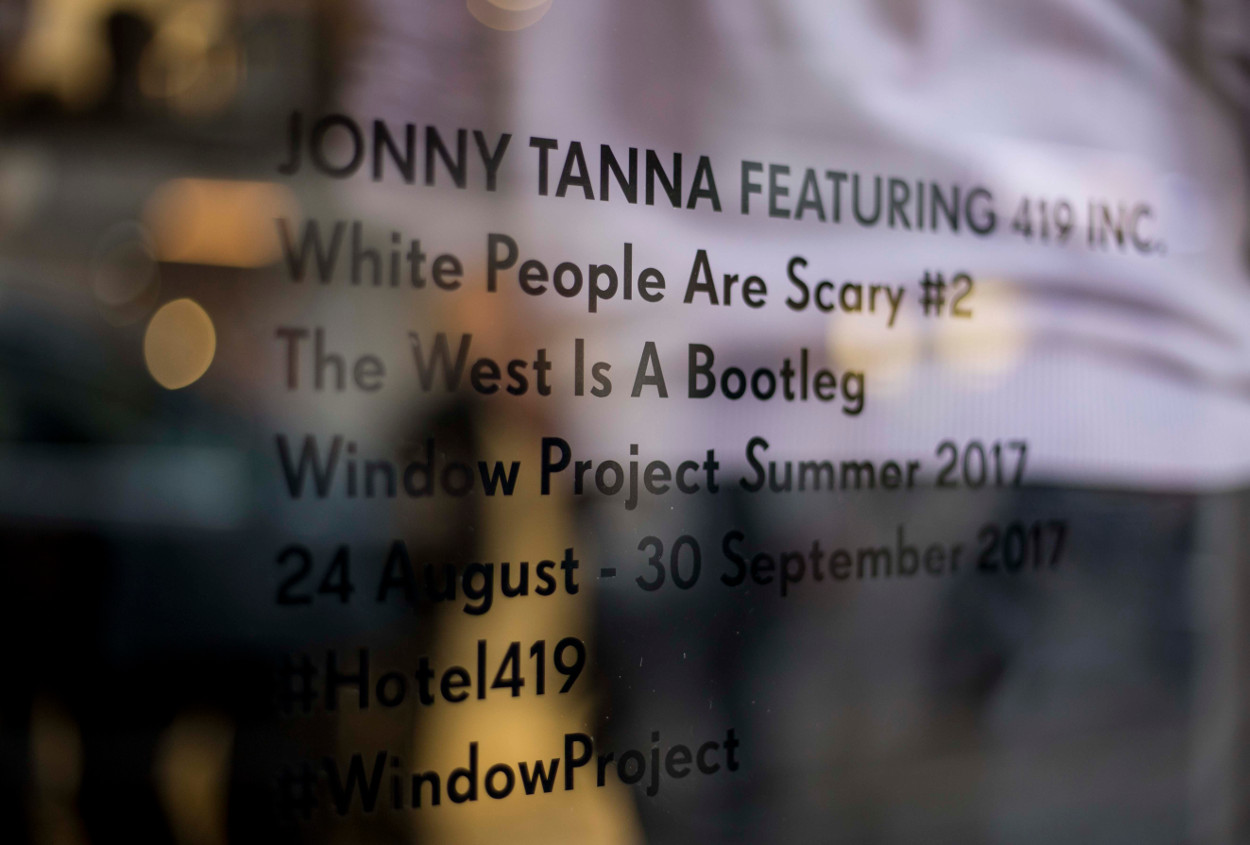 JONNY TANNA FEATURING 419 INC.
White People Are Scary #2
The West Is A Bootleg
Window Project Summer 2017
24 August - 30 September 2017
#Hotel419
#WindowProject